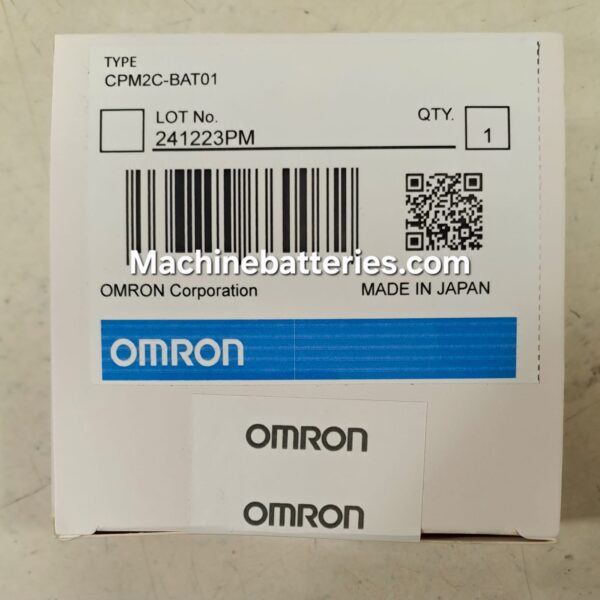 TYPE
CPM2C-BAT01
LOT No.
241223PM
QTY.
1
Machinebatteries.com
OMRON Corporation
MADE IN JAPAN
OMRON
OMRON
OMRON